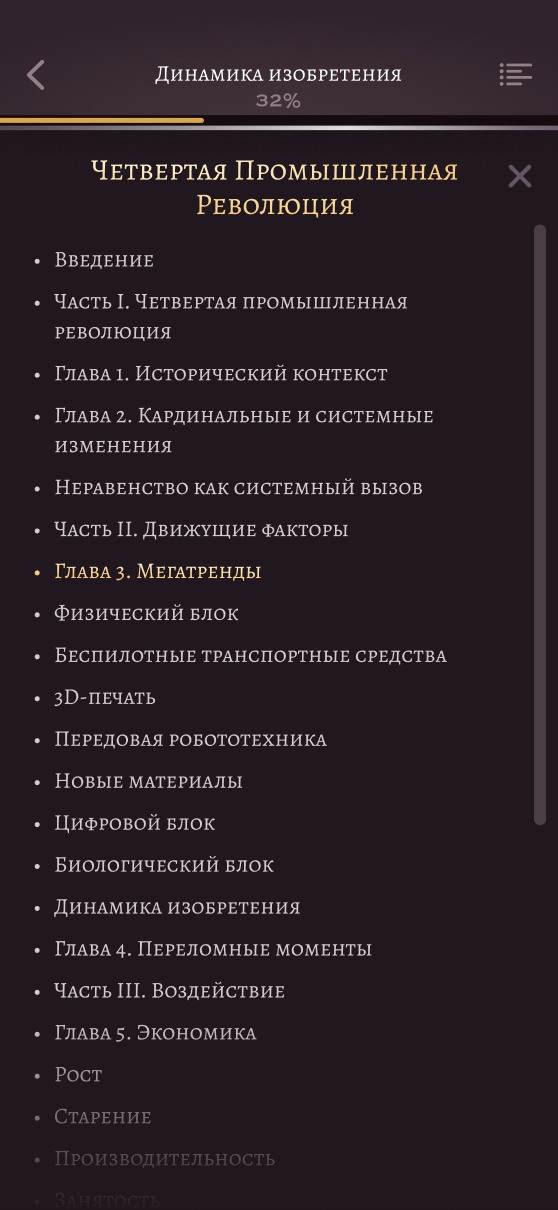 Динамика изобретения
32%
Четвертая Промышленная
Революция
• Введение
• Часть I. Четвертая промышленная
революция
• Глава 1. Исторический контекст
• Глава 2. Кардинальные и системные
изменения
• Неравенство как системный вызов
• Часть II. Движущие факторы
• Глава 3. Мегатренды
• Физический блок
• Беспилотные транспортные средства
• 3D-печать
• Передовая робототехника
• Новые материалы
• Цифровой блок
• Биологический блок
• Динамика изобретения
• Глава 4. Переломные моменты
• Часть III. Воздействие
• Глава 5. Экономика
• Рост
• Старение
• Производительность
• Занятость